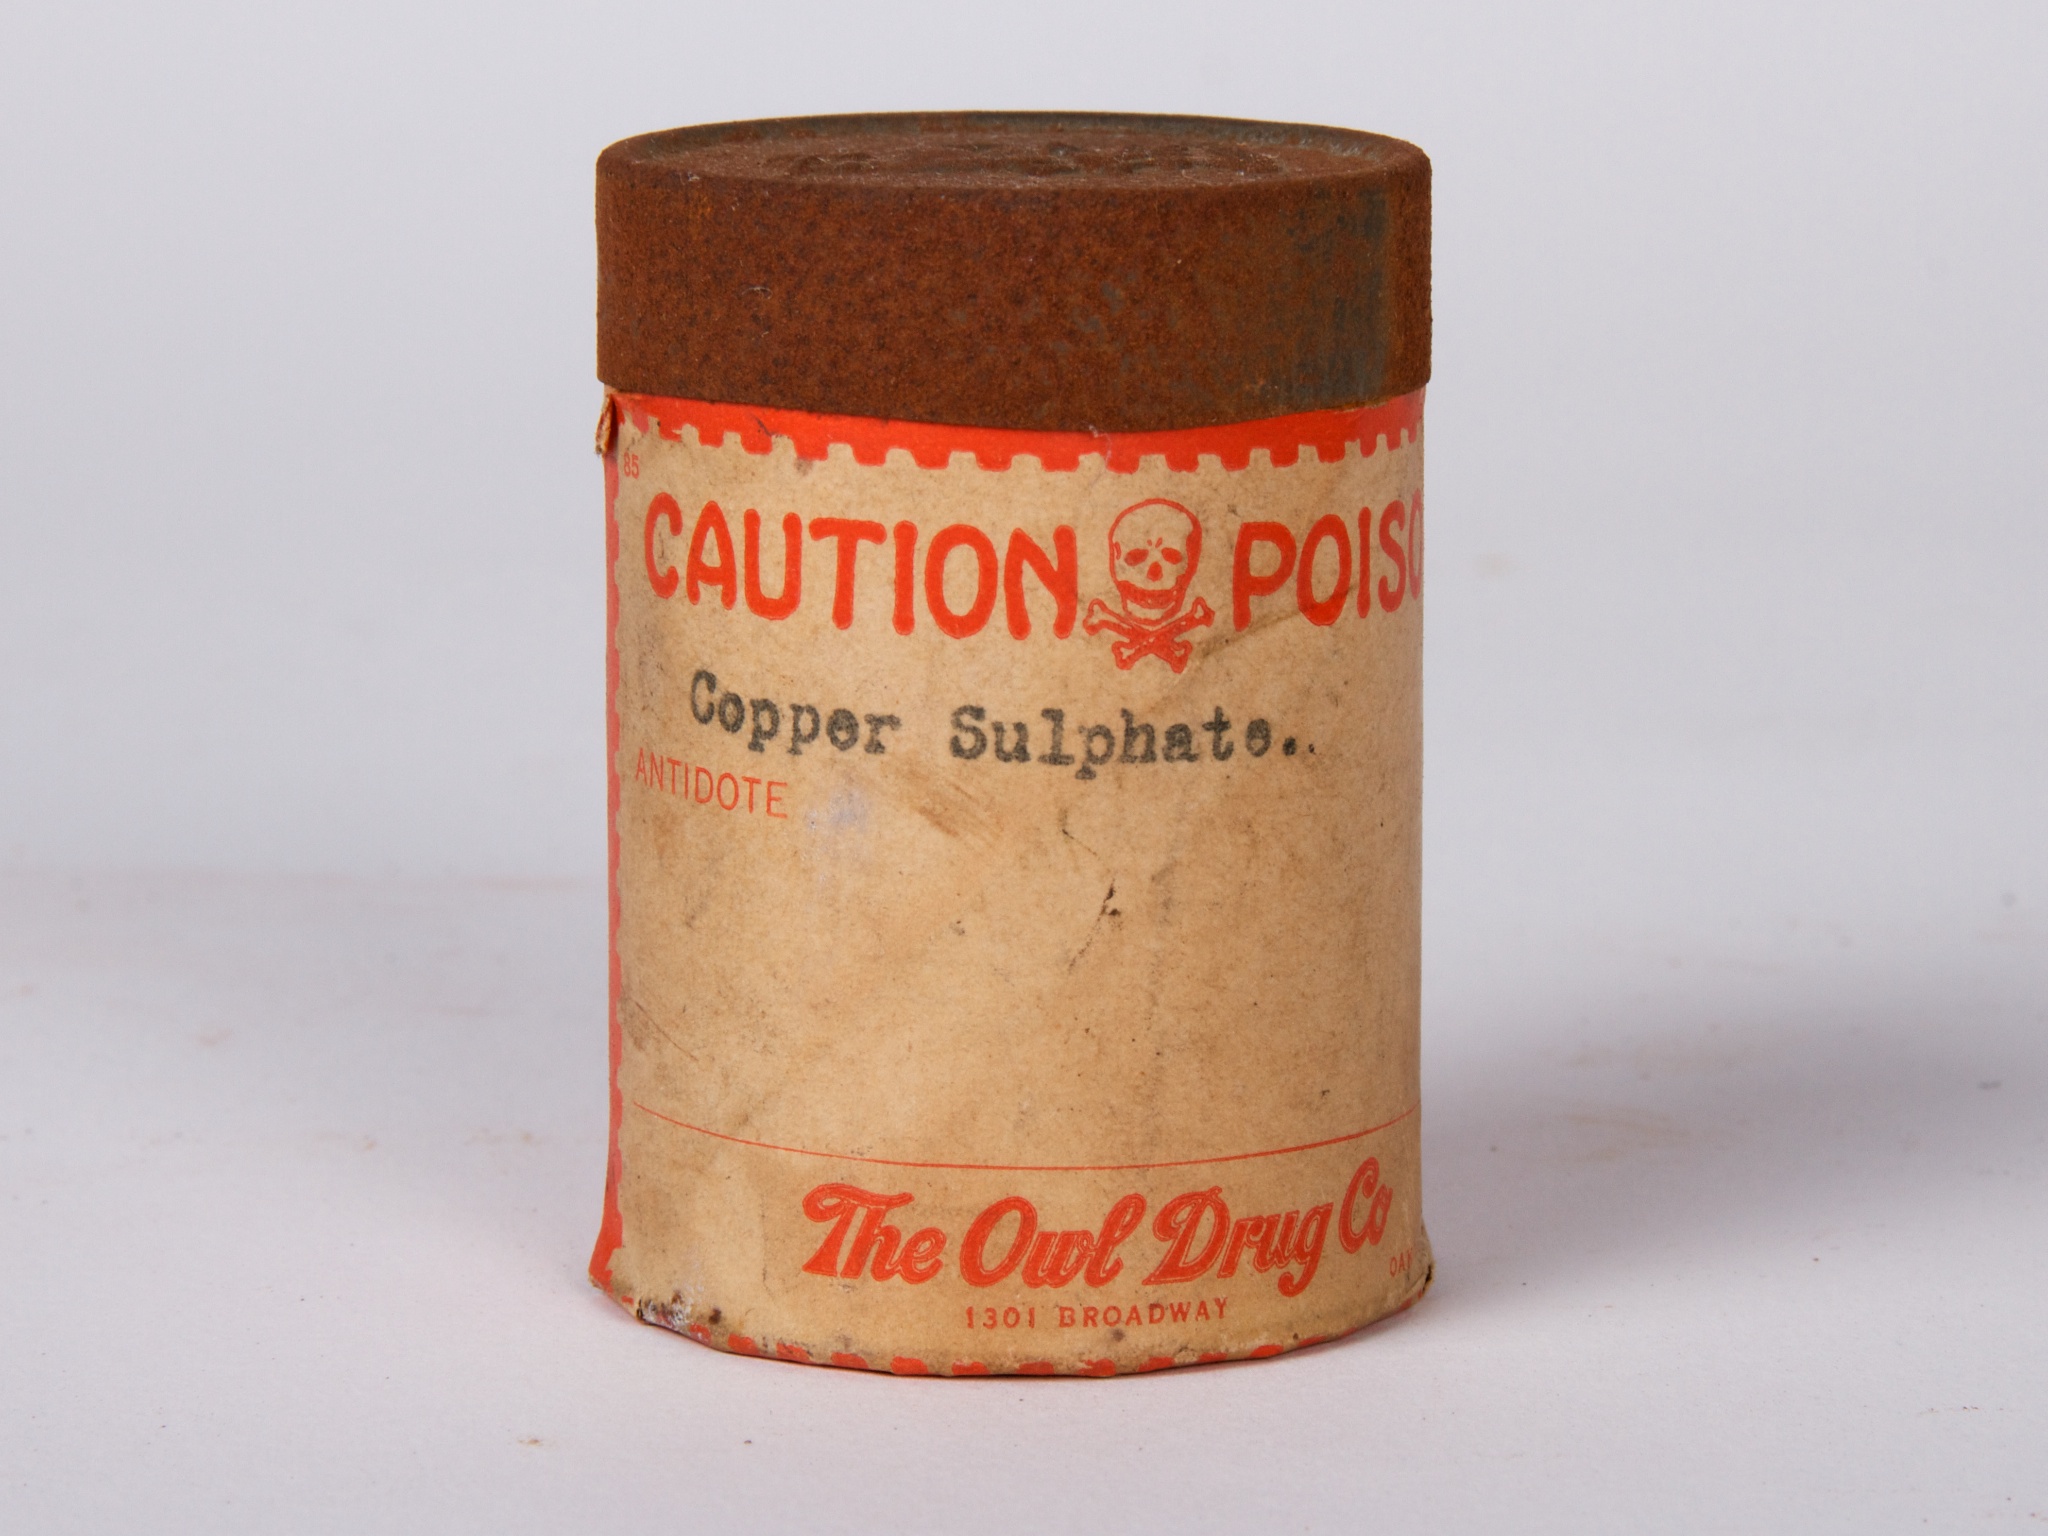 85
CAUTION POISO
Copper Sulphate..
ANTIDOTE
The Owl Drug Co
1301 BROADWAY